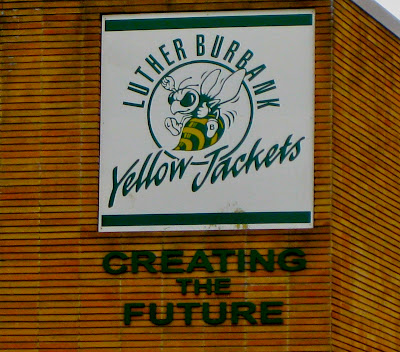 LUTHER BURBANK
B
Yellow-Jackets
CREATING
THE
FUTURE